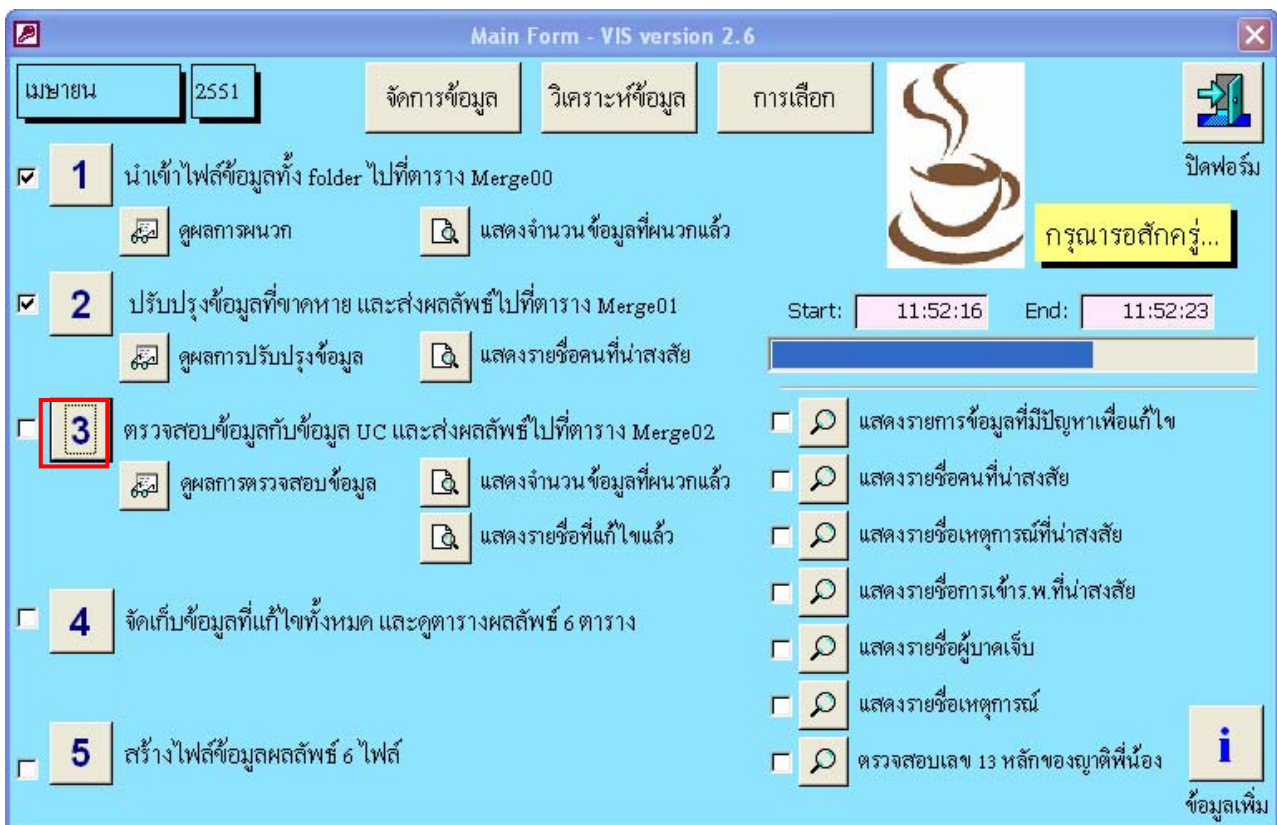 Main Form - VIS version 2.6
เมษายน 2551 จัดการข้อมูล วิเคราะห์ข้อมูล การเลือก
ปิดฟอร์ม
1 นำเข้าไฟล์ข้อมูลทั้ง folder ไปที่ตาราง Merge00
ดูผลการผนวก แสดงจำนวนข้อมูลที่ผนวกแล้ว
กรุณารอสักครู่...
2 ปรับปรุงข้อมูลที่ขาดหาย และส่งผลลัพธ์ไปที่ตาราง Merge01
Start: 11:52:16 End: 11:52:23
ดูผลการปรับปรุงข้อมูล แสดงรายชื่อคนที่น่าสงสัย
3 ตรวจสอบข้อมูลกับข้อมูล UC และส่งผลลัพธ์ไปที่ตาราง Merge02
ดูผลการตรวจสอบข้อมูล แสดงจำนวนข้อมูลที่ผนวกแล้ว
แสดงรายชื่อที่แก้ไขแล้ว
4 จัดเก็บข้อมูลที่แก้ไขทั้งหมด และดูตารางผลลัพธ์ 6 ตาราง
5 สร้างไฟล์ข้อมูลผลลัพธ์ 6 ไฟล์
แสดงรายการข้อมูลที่มีปัญหาเพื่อแก้ไข
แสดงรายชื่อคนที่น่าสงสัย
แสดงรายชื่อเหตุการณ์ที่น่าสงสัย
แสดงรายชื่อการเข้าร.พ.ที่น่าสงสัย
แสดงรายชื่อผู้บาดเจ็บ
แสดงรายชื่อเหตุการณ์
ตรวจสอบเลข 13 หลักของญาติพี่น้อง
i
ข้อมูลเพิ่ม